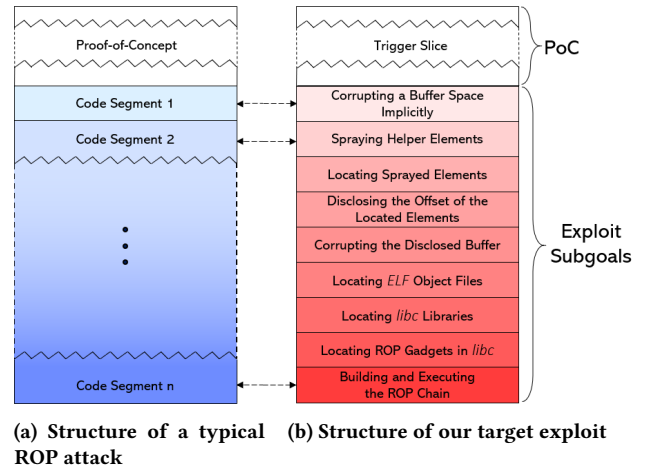 Proof-of-Concept
Code Segment 1
Code Segment 2
Code Segment n
(a) Structure of a typical
ROP attack
Trigger Slice
Corrupting a Buffer Space
Implicitly
Spraying Helper Elements
Locating Sprayed Elements
Disclosing the Offset of the
Located Elements
Corrupting the Disclosed Buffer
Locating ELF Object Files
Locating libc Libraries
Locating ROP Gadgets in libc
Building and Executing
the ROP Chain
PoC
Exploit
Subgoals
(b) Structure of our target exploit